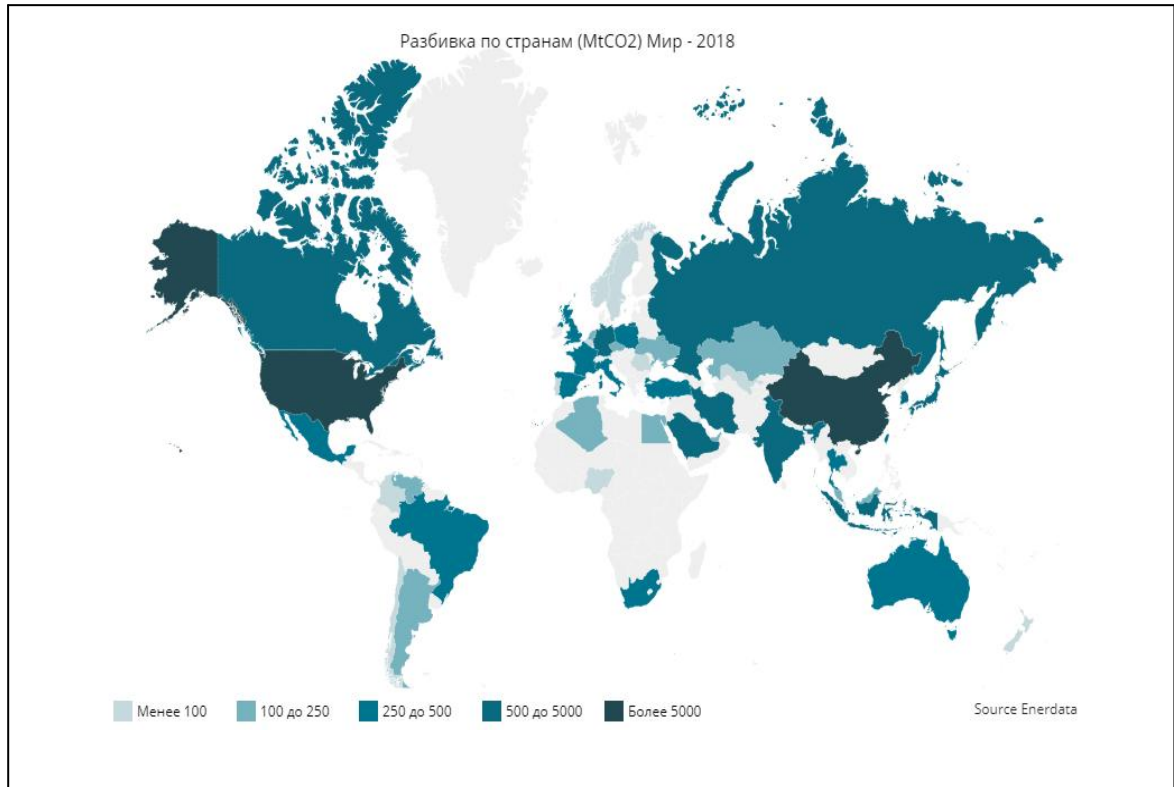 Разбивка по странам (MtCO2) Мир - 2018
Менее 100
100 до 250
250 до 500
500 до 5000
Более 5000
Source Enerdata